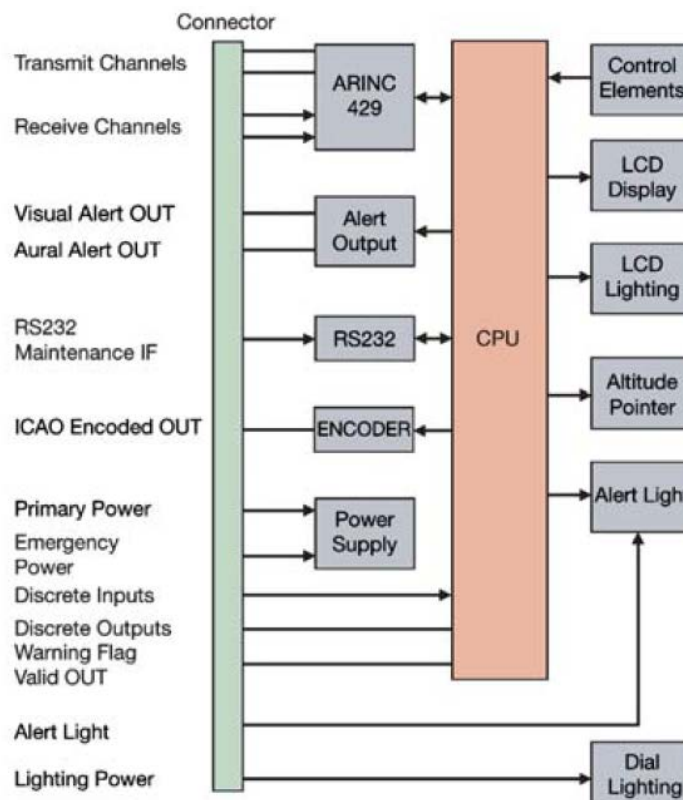 Connector
Transmit Channels
Receive Channels
Visual Alert OUT
Aural Alert OUT
RS232
Maintenance IF
ICAO Encoded OUT
Primary Power
Emergency
Power
Discrete Inputs
Discrete Outputs
Warning Flag
Valid OUT
Alert Light
Lighting Power
ARINC
429
Alert
Output
RS232
ENCODER
Power
Supply
CPU
Control
Elements
LCD
Display
LCD
Lighting
Altitude
Pointer
Alert Light
Dial
Lighting